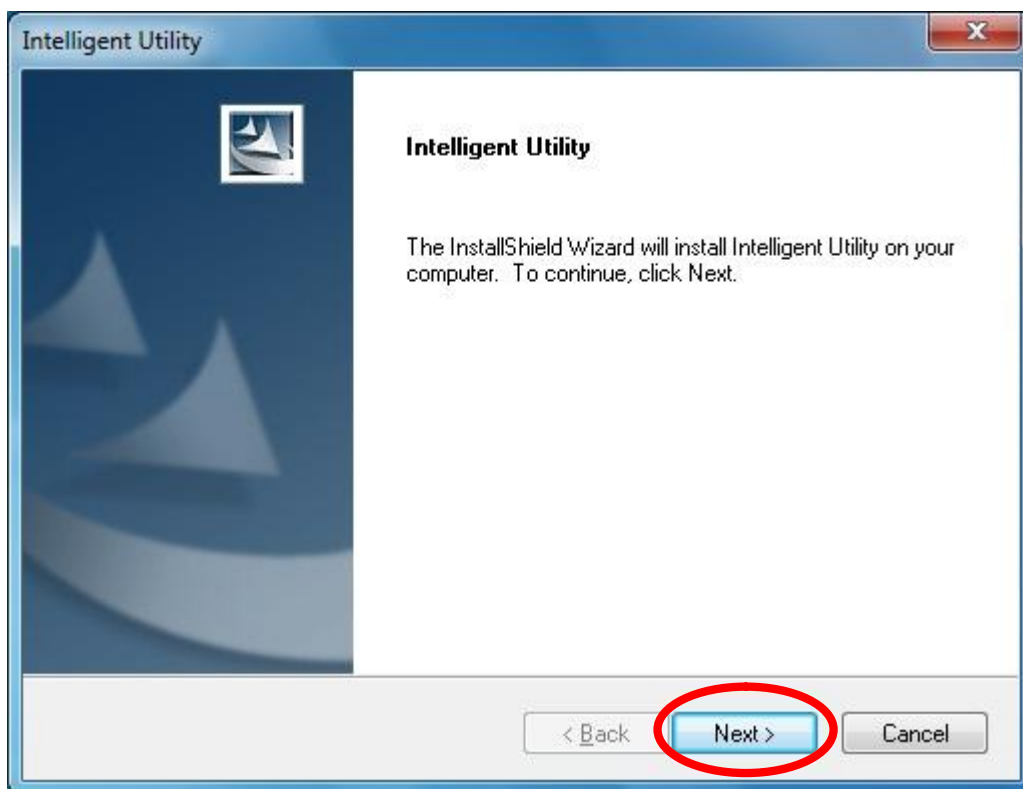 Intelligent Utility
Intelligent Utility
The InstallShield Wizard will install Intelligent Utility on your
computer. To continue, click Next.
< Back Next > Cancel